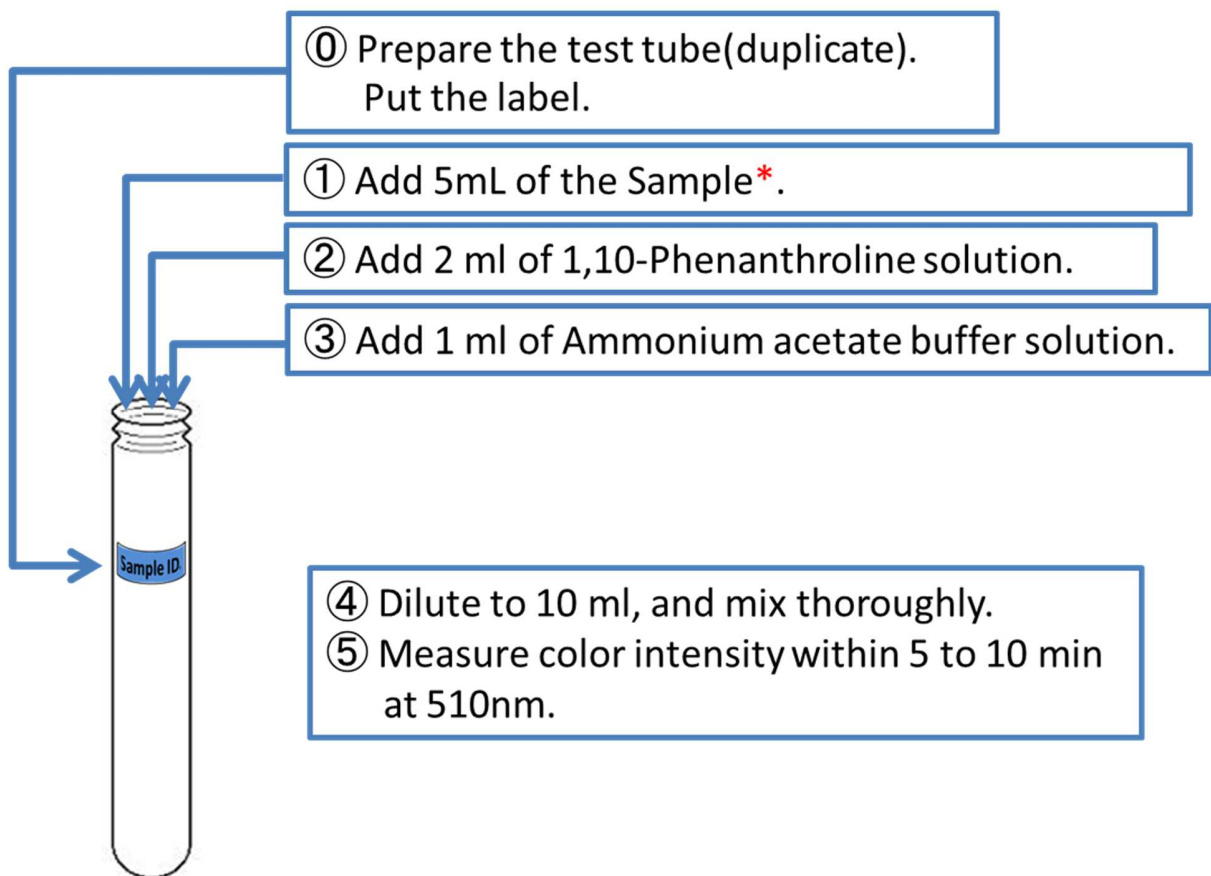 ⓪ Prepare the test tube(duplicate).
Put the label.
① Add 5mL of the Sample*.
② Add 2 ml of 1,10-Phenanthroline solution.
③ Add 1 ml of Ammonium acetate buffer solution.
Sample ID.
④ Dilute to 10 ml, and mix thoroughly.
⑤ Measure color intensity within 5 to 10 min
at 510nm.